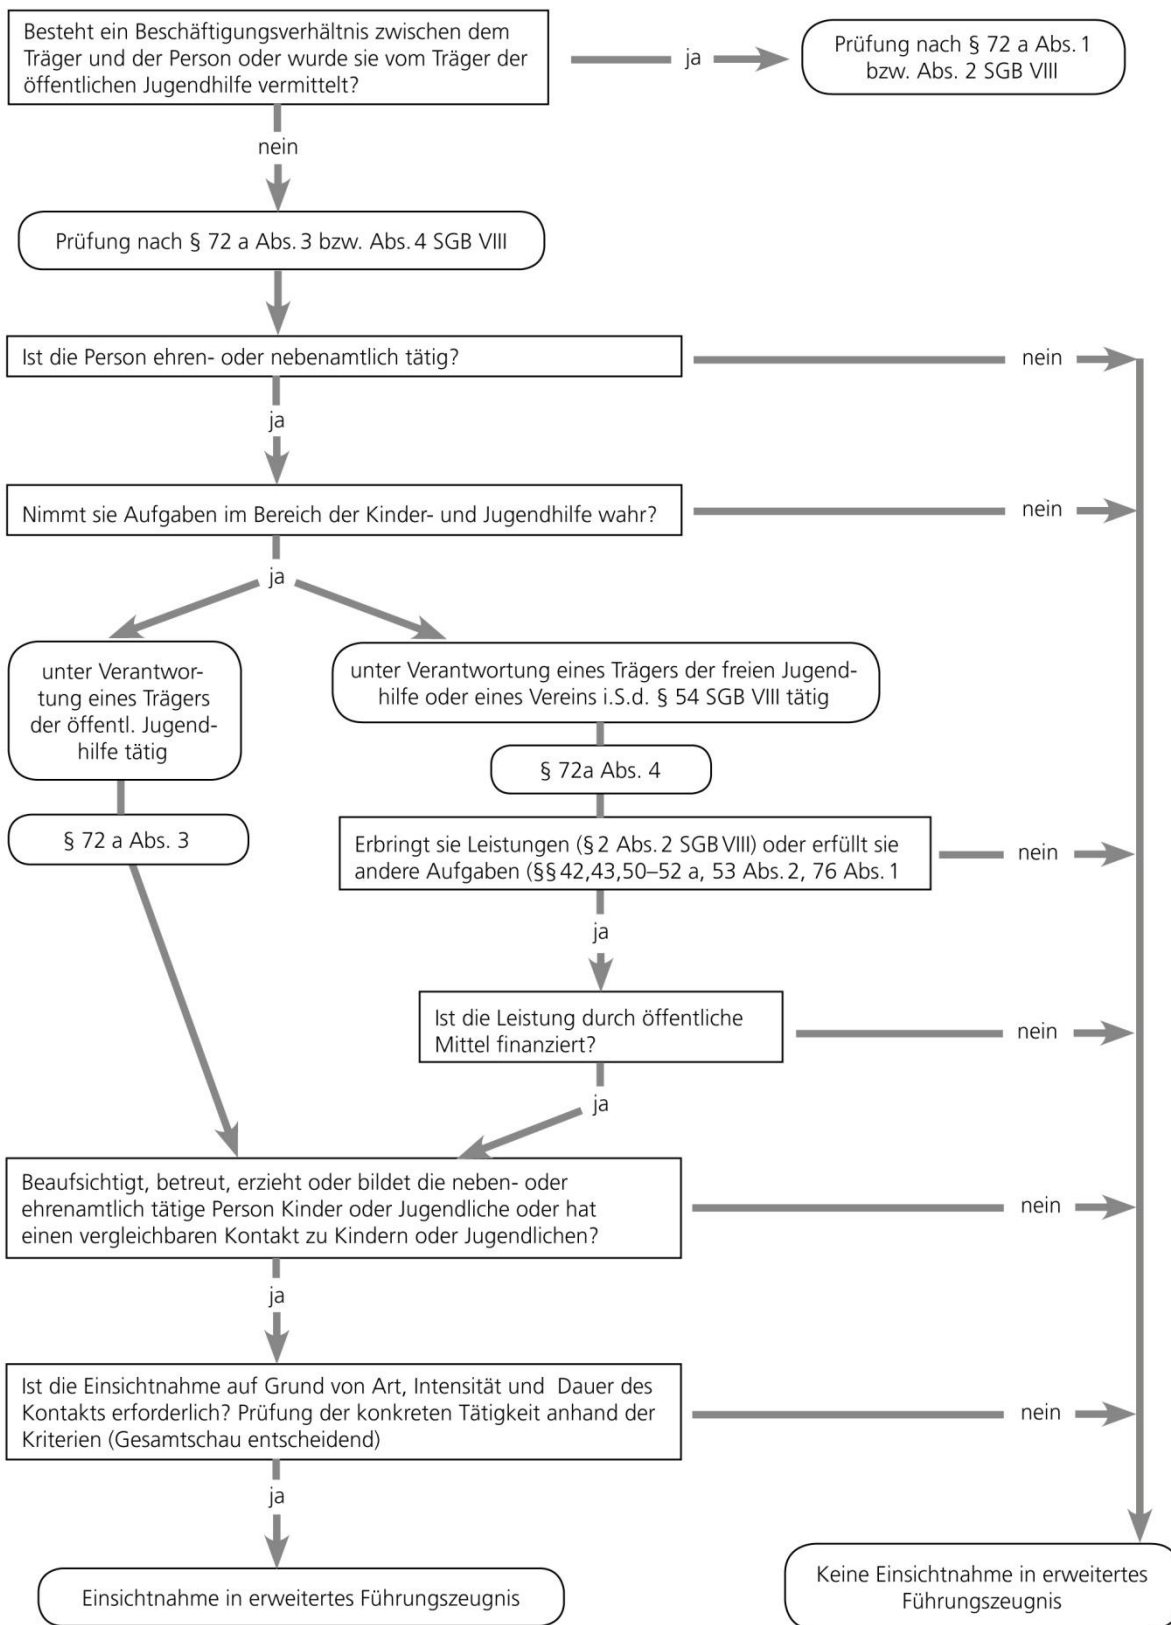 Besteht ein Beschäftigungsverhältnis zwischen dem
Träger und der Person oder wurde sie vom Träger der
öffentlichen Jugendhilfe vermittelt?
ja
Prüfung nach § 72 a Abs. 1
bzw. Abs. 2 SGB VIII
nein
Prüfung nach § 72 a Abs. 3 bzw. Abs. 4 SGB VIII
Ist die Person ehren- oder nebenamtlich tätig?
nein
ja
Nimmt sie Aufgaben im Bereich der Kinder- und Jugendhilfe wahr?
nein
ja
unter Verantwor-
tung eines Trägers
der öffentl. Jugend-
hilfe tätig
unter Verantwortung eines Trägers der freien Jugend-
hilfe oder eines Vereins i.S.d. § 54 SGB VIII tätig
§ 72a Abs. 4
§ 72 a Abs. 3
Erbringt sie Leistungen (§ 2 Abs. 2 SGB VIII) oder erfüllt sie
andere Aufgaben (§§ 42,43,50–52 a, 53 Abs. 2, 76 Abs. 1
nein
ja
Ist die Leistung durch öffentliche
Mittel finanziert?
nein
ja
Beaufsichtigt, betreut, erzieht oder bildet die neben- oder
ehrenamtlich tätige Person Kinder oder Jugendliche oder hat
einen vergleichbaren Kontakt zu Kindern oder Jugendlichen?
nein
ja
Ist die Einsichtnahme auf Grund von Art, Intensität und Dauer des
Kontakts erforderlich? Prüfung der konkreten Tätigkeit anhand der
Kriterien (Gesamtschau entscheidend)
nein
ja
Einsichtnahme in erweitertes Führungszeugnis
Keine Einsichtnahme in erweitertes
Führungszeugnis